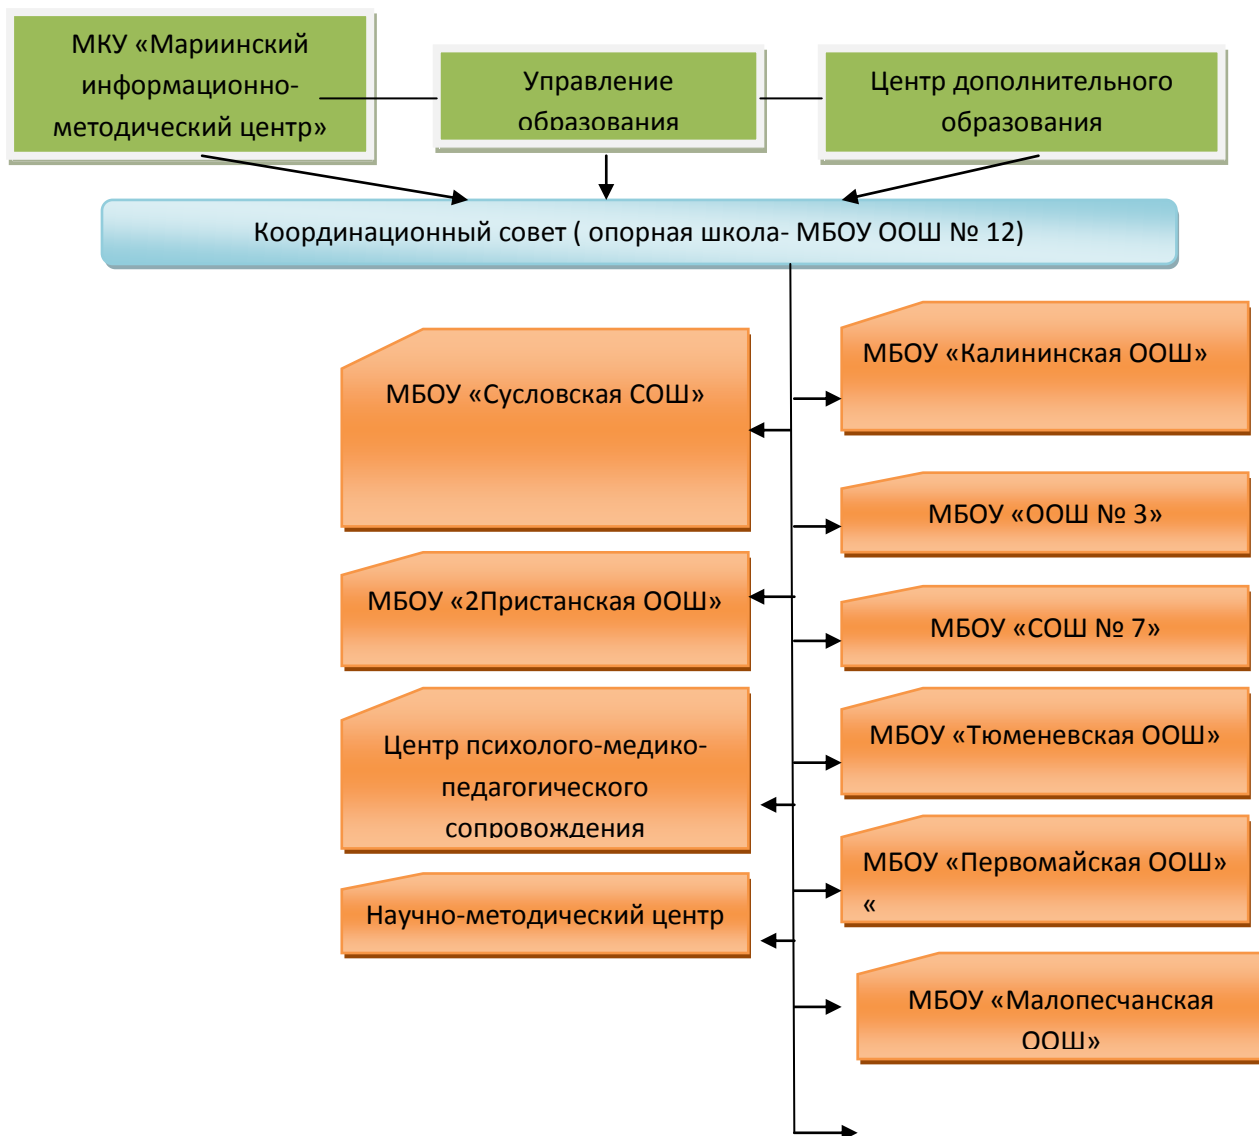 МКУ «Мариинский
информационно-
методический центр»
Управление
образования
Центр дополнительного
образования
Координационный совет ( опорная школа- МБОУ ООШ № 12)
МБОУ «Сусловская СОШ»
МБОУ «2Пристанская ООШ»
Центр психолого-медико-
педагогического
сопровождения
Научно-методический центр
МБОУ «Калининская ООШ»
МБОУ «ООШ № 3»
МБОУ «СОШ № 7»
МБОУ «Тюменевская ООШ»
МБОУ «Первомайская ООШ»
«
МБОУ «Малопесчанская
ООШ»